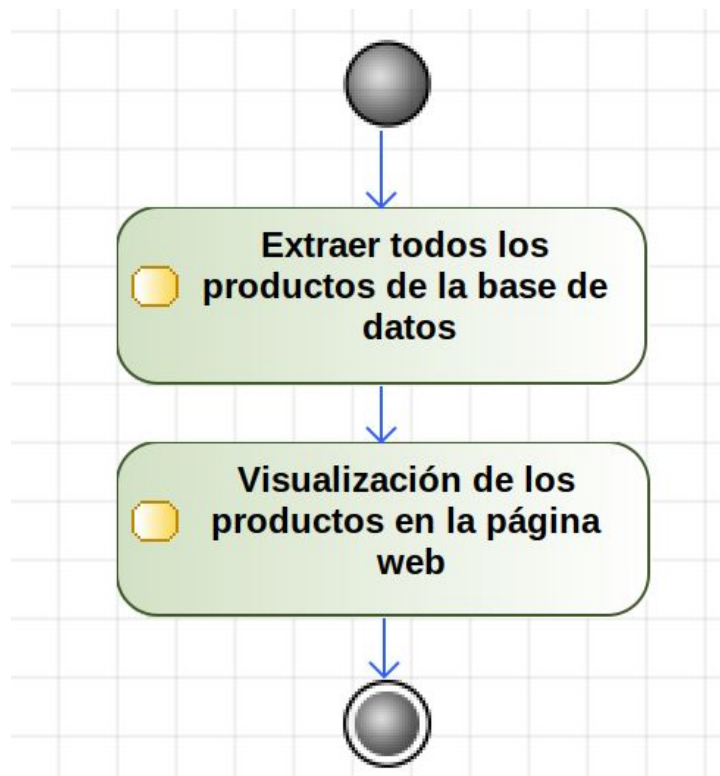 Extraer todos los
productos de la base de
datos
Visualización de los
productos en la página
web